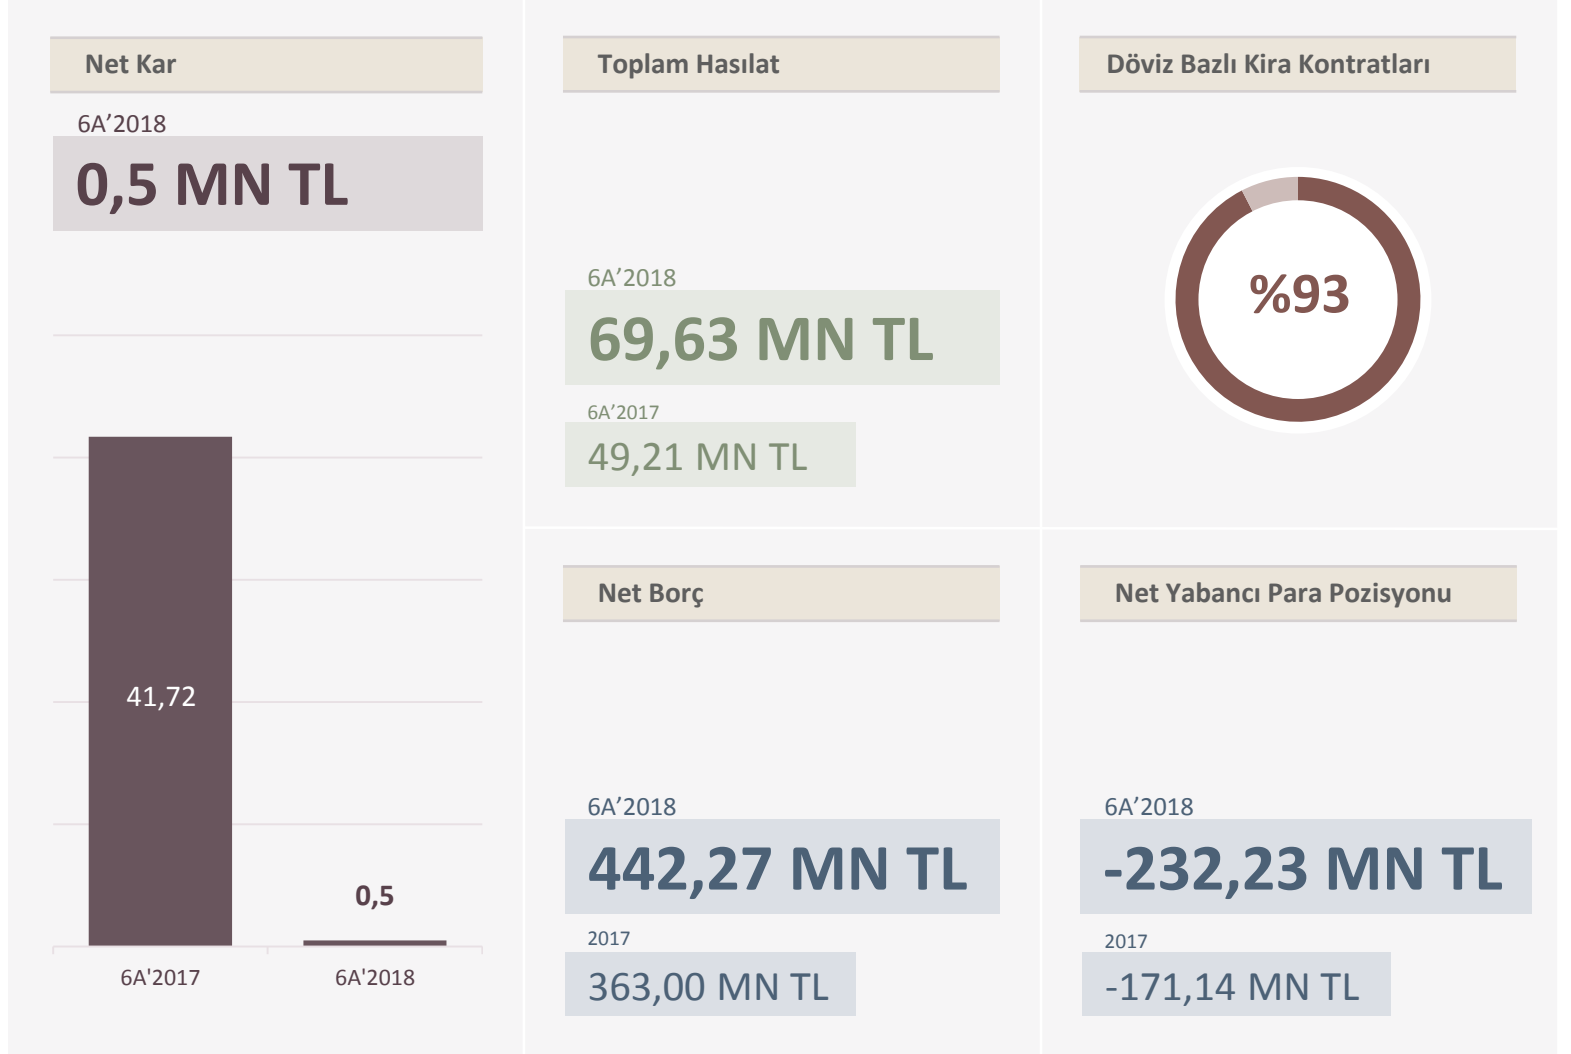 Net Kar
6A’2018
0,5 MN TL
41,72
0,5
6A'2017
6A'2018
Toplam Hasılat
6A’2018
69,63 MN TL
6A’2017
49,21 MN TL
Döviz Bazlı Kira Kontratları
%93
Net Borç
6A’2018
442,27 MN TL
2017
363,00 MN TL
Net Yabancı Para Pozisyonu
6A’2018
-232,23 MN TL
2017
-171,14 MN TL